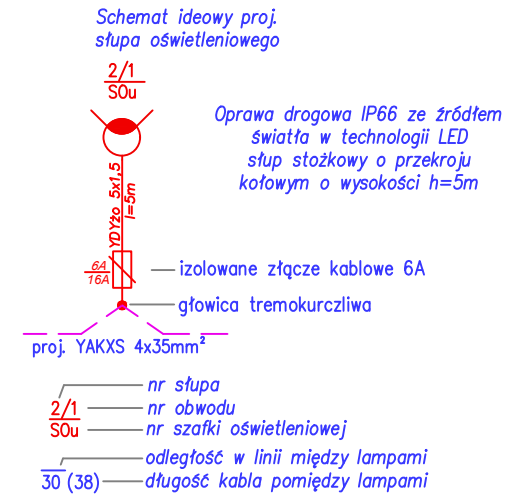 Schemat ideowy proj.
słupa oświetleniowego
2/1
SOu
Oprawa drogowa IP66 ze źródłem
światła w technologii LED
słup stożkowy o przekroju
kołowym o wysokości h=5m
YDYżo 5x1,5
l=5m
6A
16A
izolowane złącze kablowe 6A
głowica tremokurczliwa
proj. YAKXS 4x35mm²
nr słupa
2/1
nr obwodu
SOu
nr szafki oświetleniowej
odległość w linii między lampami
30 (38)
długość kabla pomiędzy lampami